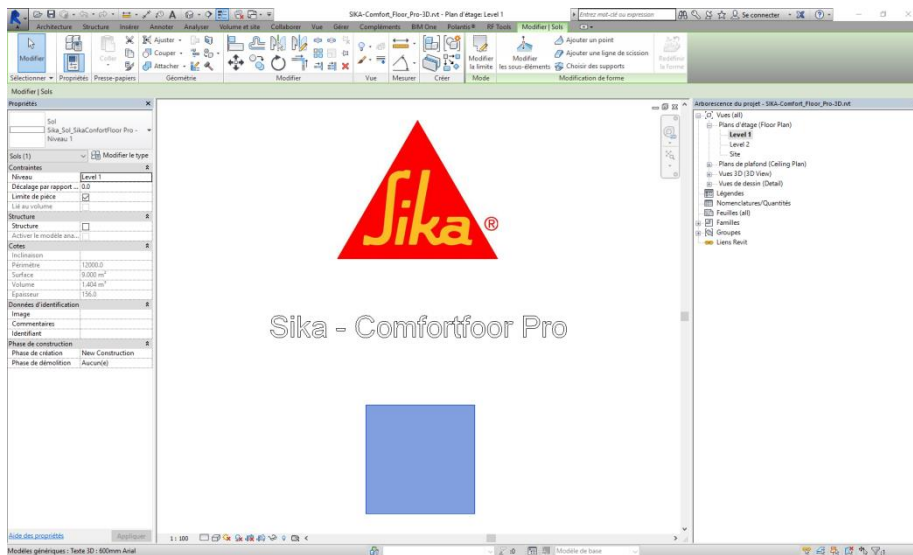 SIKA-Comfort_Floor_Pro-3D.rvt - Plan d'étage: Level 1
Entrez mot-clé ou expression
Se connecter
Architecture Structure Insérer Annoter Analyser Volume et site Collaborer Vue Gérer Compléments BIM One Polantis® RF Tools Modifier | Sols
Modifier
Coller
Ajuster
Couper
Attacher
Modifier la limite
Modifier les sous-éléments
Ajouter un point
Ajouter une ligne de scission
Choisir des supports
Redéfinir la forme
Sélectionner Propriétés Presse-papiers Géométrie Modifier Vue Mesurer Créer Mode Modification de forme
Modifier | Sols
Propriétés
Sol
Sika_Sol_SikaConfortFloor Pro - Niveau 1
Sols (1) Modifier le type
Contraintes
Niveau Level 1
Décalage par rapport ... 0.0
Limite de pièce
Lié au volume
Structure
Structure
Activer le modèle ana...
Cotes
Inclinaison
Périmètre 12000.0
Surface 9.000 m²
Volume 1.404 m³
Epaisseur 156.0
Données d'identification
Image
Commentaires
Identifiant
Phase de construction
Phase de création New Construction
Phase de démolition Aucun(e)
Aide des propriétés Appliquer
Sika®
Sika - Comfortfoor Pro
1 : 100
Arborescence du projet - SIKA-Comfort_Floor_Pro-3D.rvt
Vues (all)
Plans d'étage (Floor Plan)
Level 1
Level 2
Site
Plans de plafond (Ceiling Plan)
Vues 3D (3D View)
Vues de dessin (Detail)
Légendes
Nomenclatures/Quantités
Feuilles (all)
Familles
Groupes
Liens Revit
Modèles génériques : Texte 3D : 600mm Arial
:0
Modèle de base
:1